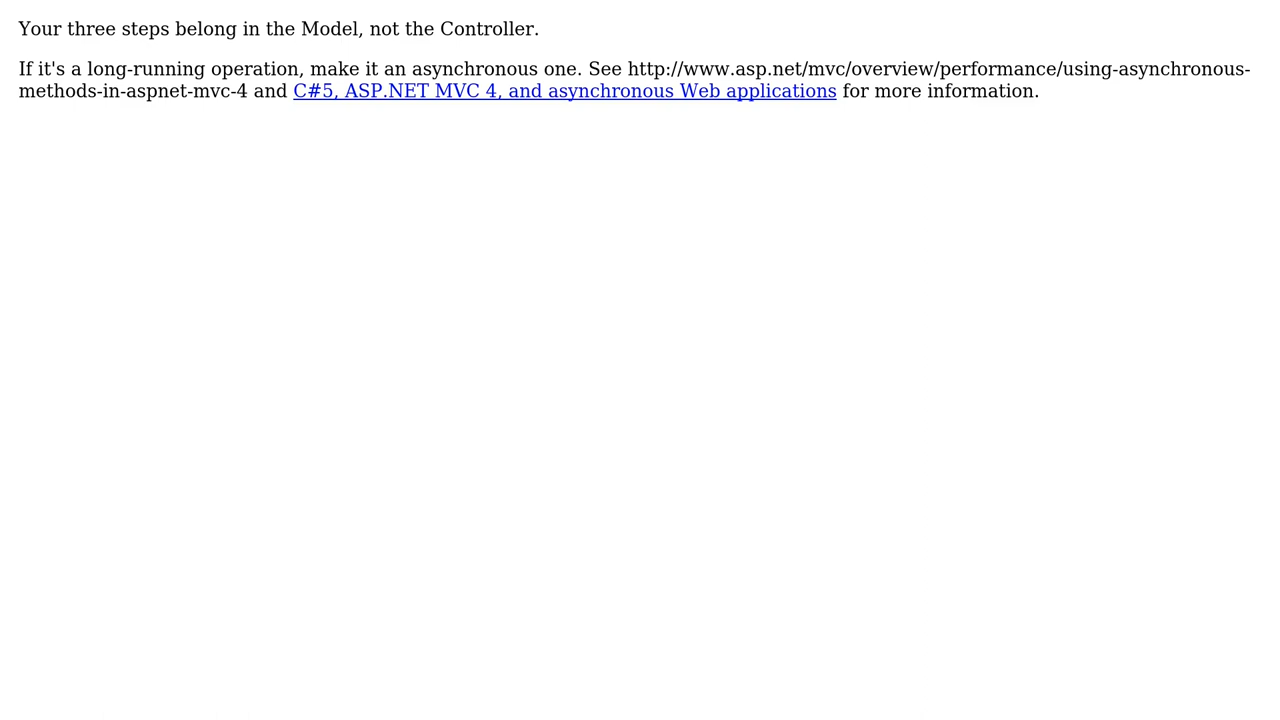 Your three steps belong in the Model, not the Controller.
If it's a long-running operation, make it an asynchronous one. See http://www.asp.net/mvc/overview/performance/using-asynchronous-
methods-in-aspnet-mvc-4 and C#5, ASP.NET MVC 4, and asynchronous Web applications for more information.